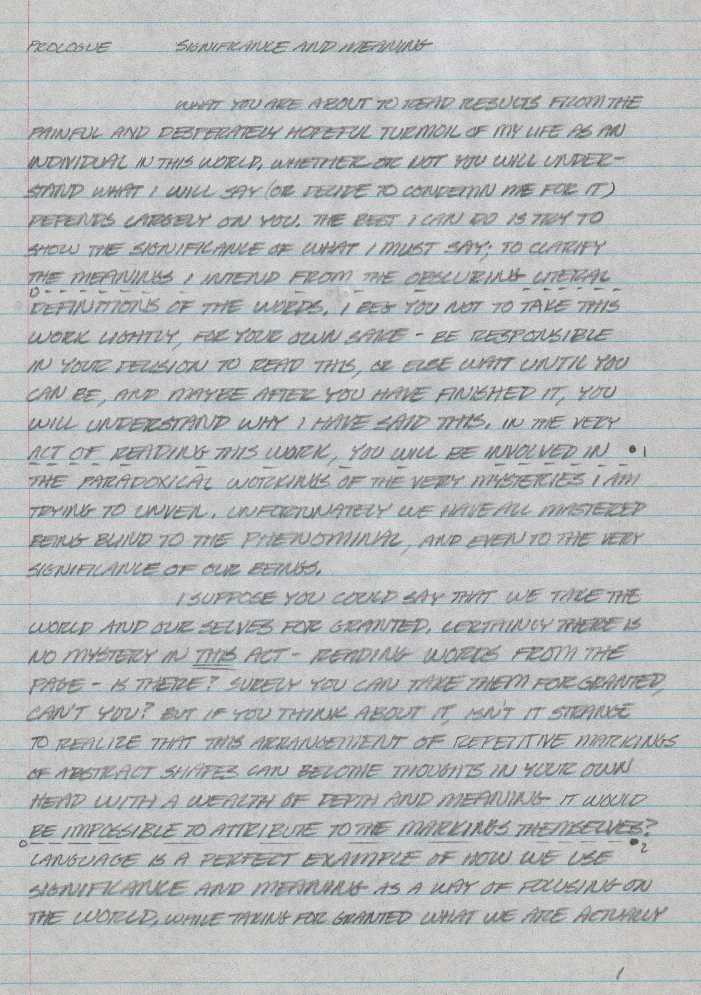 PROLOGUE SIGNIFICANCE AND MEANING
WHAT YOU ARE ABOUT TO READ RESULTS FROM THE
PAINFUL AND DESPERATELY HOPEFUL TURMOIL OF MY LIFE AS AN
INDIVIDUAL IN THIS WORLD. WHETHER OR NOT YOU WILL UNDER-
STAND WHAT I WILL SAY (OR DECIDE TO CONDEMN ME FOR IT)
DEPENDS LARGELY ON YOU. THE BEST I CAN DO IS TRY TO
SHOW THE SIGNIFICANCE OF WHAT I MUST SAY; TO CLARIFY
THE MEANINGS I INTEND FROM THE OBSCURING LITERAL
DEFINITIONS OF THE WORDS. I BEG YOU NOT TO TAKE THIS
WORK LIGHTLY, FOR YOUR OWN SAKE - BE RESPONSIBLE
IN YOUR DECISION TO READ THIS, OR ELSE WAIT UNTIL YOU
CAN BE, AND MAYBE AFTER YOU HAVE FINISHED IT, YOU
WILL UNDERSTAND WHY I HAVE SAID THIS. IN THE VERY
ACT OF READING THIS WORK, YOU WILL BE INVOLVED IN 1
THE PARADOXICAL WORKINGS OF THE VERY MYSTERIES I AM
TRYING TO UNVEIL. UNFORTUNATELY WE HAVE ALL MASTERED
BEING BLIND TO THE PHENOMINAL, AND EVEN TO THE VERY
SIGNIFICANCE OF OUR BEINGS.
I SUPPOSE YOU COULD SAY THAT WE TAKE THE
WORLD AND OUR SELVES FOR GRANTED. CERTAINLY THERE IS
NO MYSTERY IN THIS ACT - READING WORDS FROM THE
PAGE - IS THERE? SURELY YOU CAN TAKE THEM FOR GRANTED,
CAN'T YOU? BUT IF YOU THINK ABOUT IT, ISN'T IT STRANGE
TO REALIZE THAT THIS ARRANGEMENT OF REPETITIVE MARKINGS
OF ABSTRACT SHAPES CAN BECOME THOUGHTS IN YOUR OWN
HEAD WITH A WEALTH OF DEPTH AND MEANING IT WOULD
BE IMPOSSIBLE TO ATTRIBUTE TO THE MARKINGS THEMSELVES?
2
LANGUAGE IS A PERFECT EXAMPLE OF HOW WE USE
SIGNIFICANCE AND MEANING AS A WAY OF FOCUSING ON
THE WORLD, WHILE TAKING FOR GRANTED WHAT WE ARE ACTUALLY
1